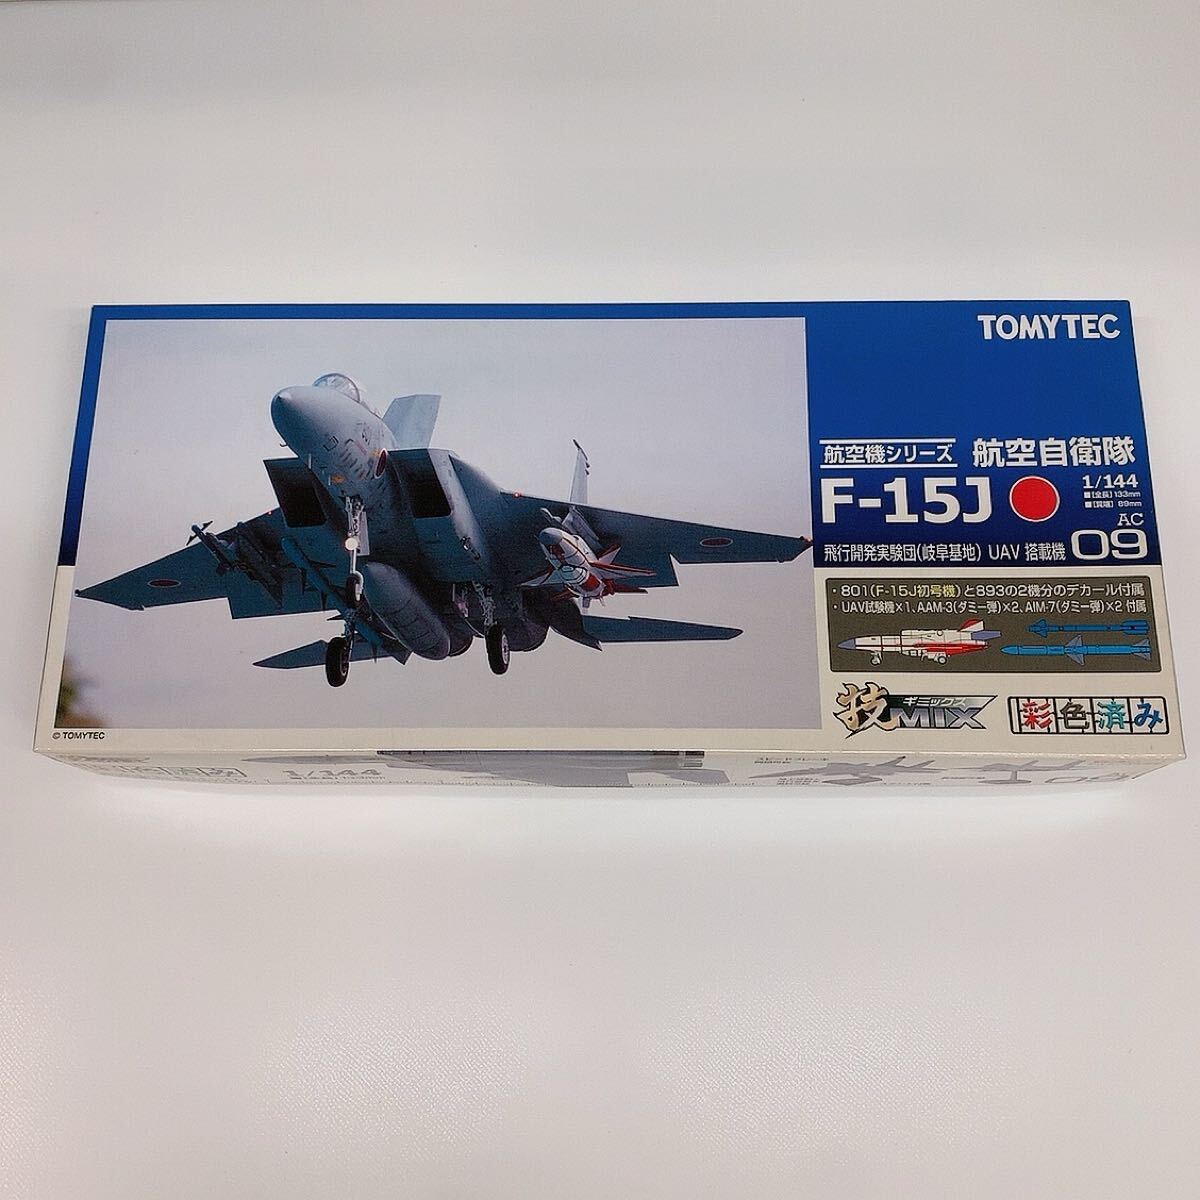 TOMYTEC
航空機シリーズ 航空自衛隊
F-15J
1/144
■[全長]133mm
■[翼端]89mm
AC
飛行開発実験団(岐阜基地) UAV 搭載機 09
・801(F-15J初号機)と893の2機分のデカール付属
・UAV試験機×1、AAM-3(ダミー弾)×2、AIM-7(ダミー弾)×2 付属
ギミックス
技MIX
彩色済み
© TOMYTEC
1/144